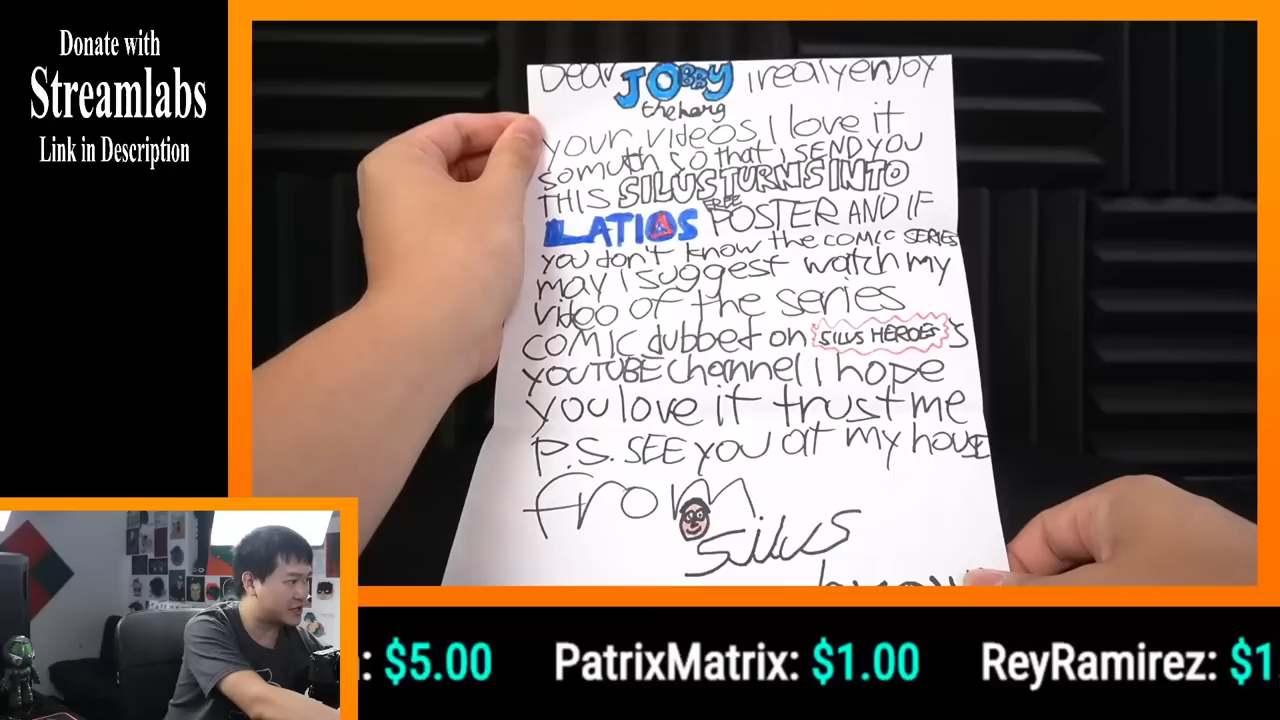 Donate with
Streamlabs
Link in Description
Dear JOBBY i realy enjoy
the hong
your videos I love it
somuth so that i SEND YOU
THIS SILUS TURNS INTO
LATIOS FREE POSTER AND IF
you don't know the comic SERIES
may I suggest watch my
video of the series
COMIC dubbed on SILUS HEROES's
YOUTUBE channel I hope
you love it trust me
P.S. SEE you at my house
from
silus
: $5.00 PatrixMatrix: $1.00 ReyRamirez: $1